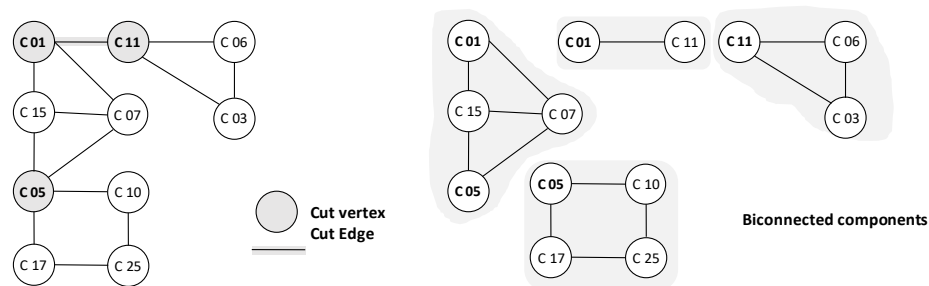 C 01 C 11 C 06
C 15 C 07 C 03
C 05 C 10
C 17 C 25
Cut vertex
Cut Edge
C 01 C 11 C 11 C 06
C 01
C 15 C 07 C 03
C 05 C 05 C 10
C 17 C 25
Biconnected components